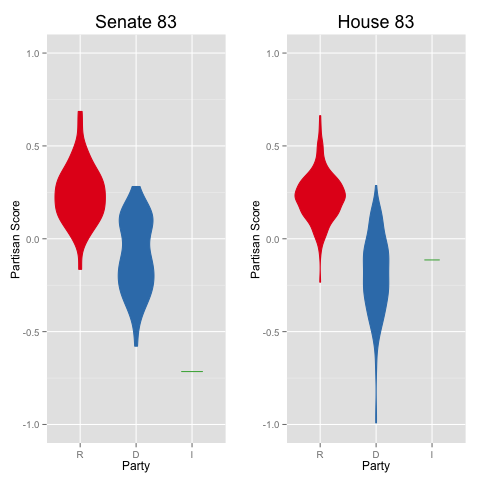 Senate 83
1.0
0.5
0.0
-0.5
-1.0
Partisan Score
R D I
Party
House 83
1.0
0.5
0.0
-0.5
-1.0
Partisan Score
R D I
Party